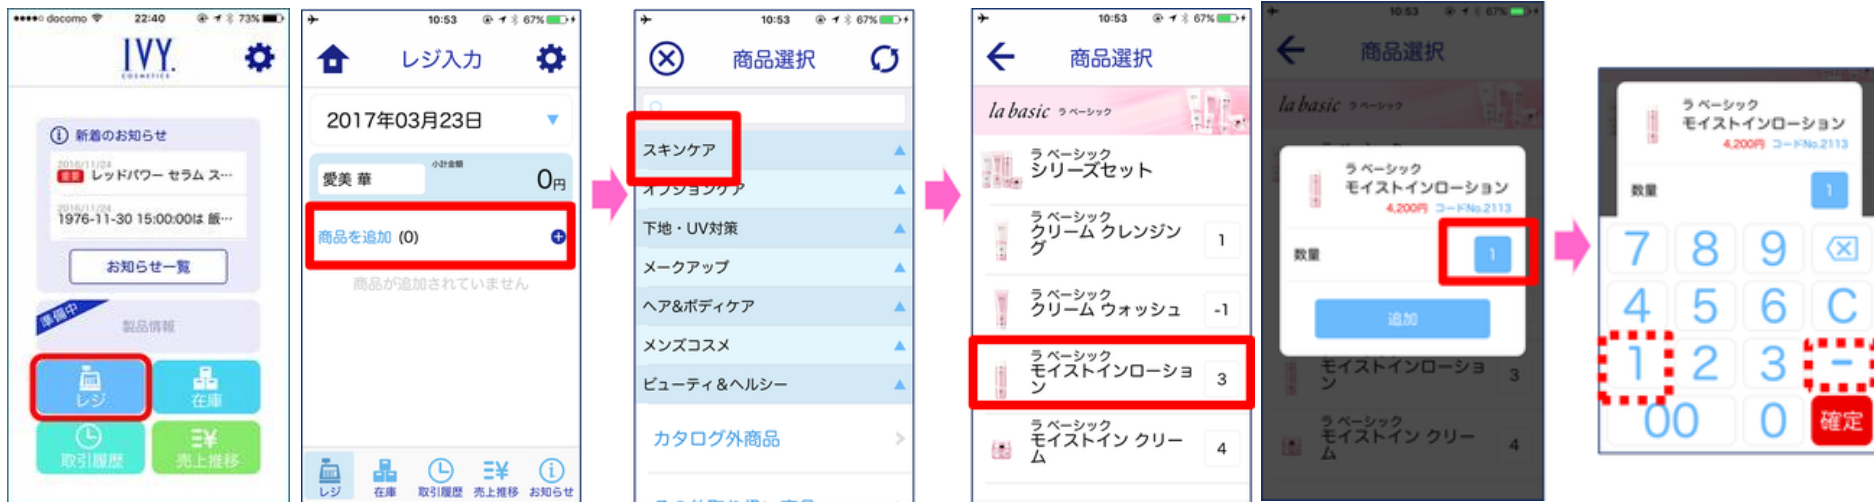 docomo 22:40 73%
IVY.
COSMETICS
新着のお知らせ
2016/11/24
重要 レッドパワー セラム ス…
2016/11/24
1976-11-30 15:00:00は 飯…
お知らせ一覧
準備中
製品情報
レジ
在庫
取引履歴
売上推移
10:53 67%
レジ入力
2017年03月23日
小計金額
愛美 華
0円
商品を追加 (0)
商品が追加されていません
レジ 在庫 取引履歴 売上推移 お知らせ
10:53 67%
商品選択
スキンケア
オプションケア
下地・UV対策
メークアップ
ヘア&ボディケア
メンズコスメ
ビューティ&ヘルシー
カタログ外商品
10:53 67%
商品選択
la basic ラ ベーシック
ラ ベーシック
シリーズセット
ラ ベーシック
クリーム クレンジン
グ
1
ラ ベーシック
クリーム ウォッシュ
-1
ラ ベーシック
モイストインローショ
ン
3
ラ ベーシック
モイストイン クリー
ム
4
10:53 67%
商品選択
la basic ラ ベーシック
ラ ベーシック
モイストインローション
4,200円 コードNo.2113
数量
1
追加
モイストインローショ
ン
3
ラ ベーシック
モイストイン クリー
ム
4
ラ ベーシック
モイストインローション
4,200円 コードNo.2113
数量
1
7 8 9
4 5 6 C
1 2 3 -
00 0 確定